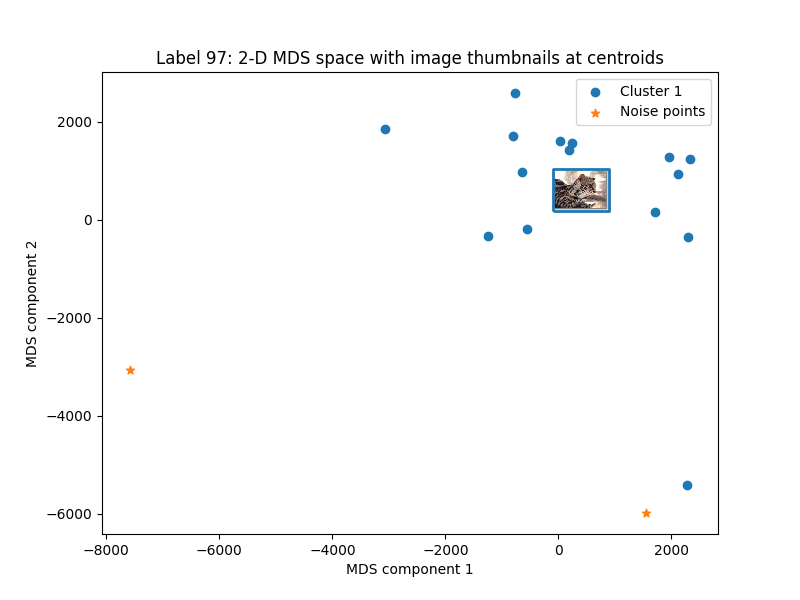 Label 97: 2-D MDS space with image thumbnails at centroids
Cluster 1
Noise points
2000
0
−2000
−4000
−6000
MDS component 2
−8000
−6000
−4000
−2000
0
2000
MDS component 1